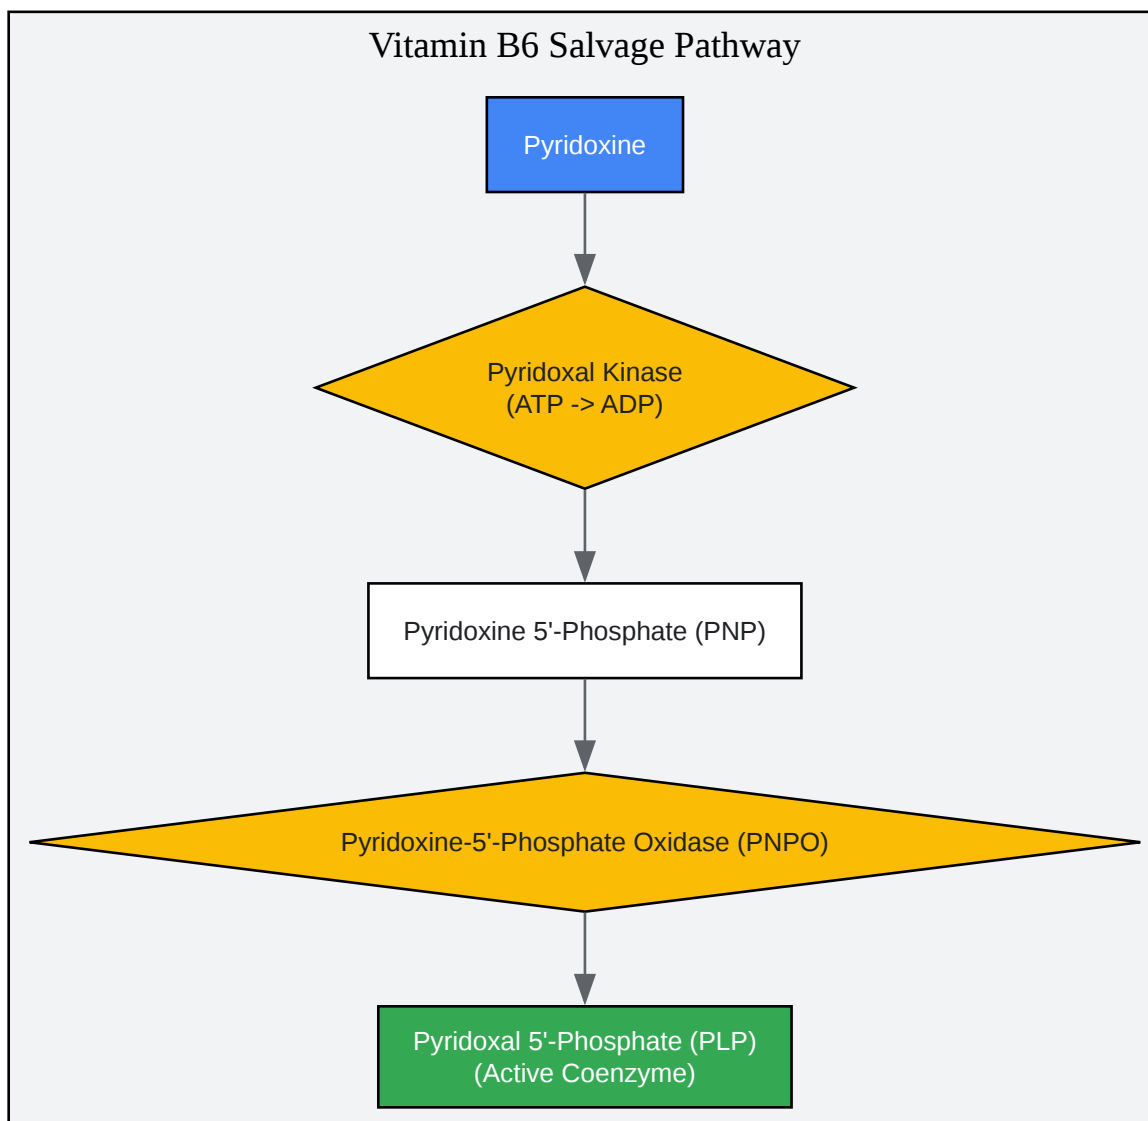 Vitamin B6 Salvage Pathway
Pyridoxine
Pyridoxal Kinase
(ATP -> ADP)
Pyridoxine 5'-Phosphate (PNP)
Pyridoxine-5'-Phosphate Oxidase (PNPO)
Pyridoxal 5'-Phosphate (PLP)
(Active Coenzyme)